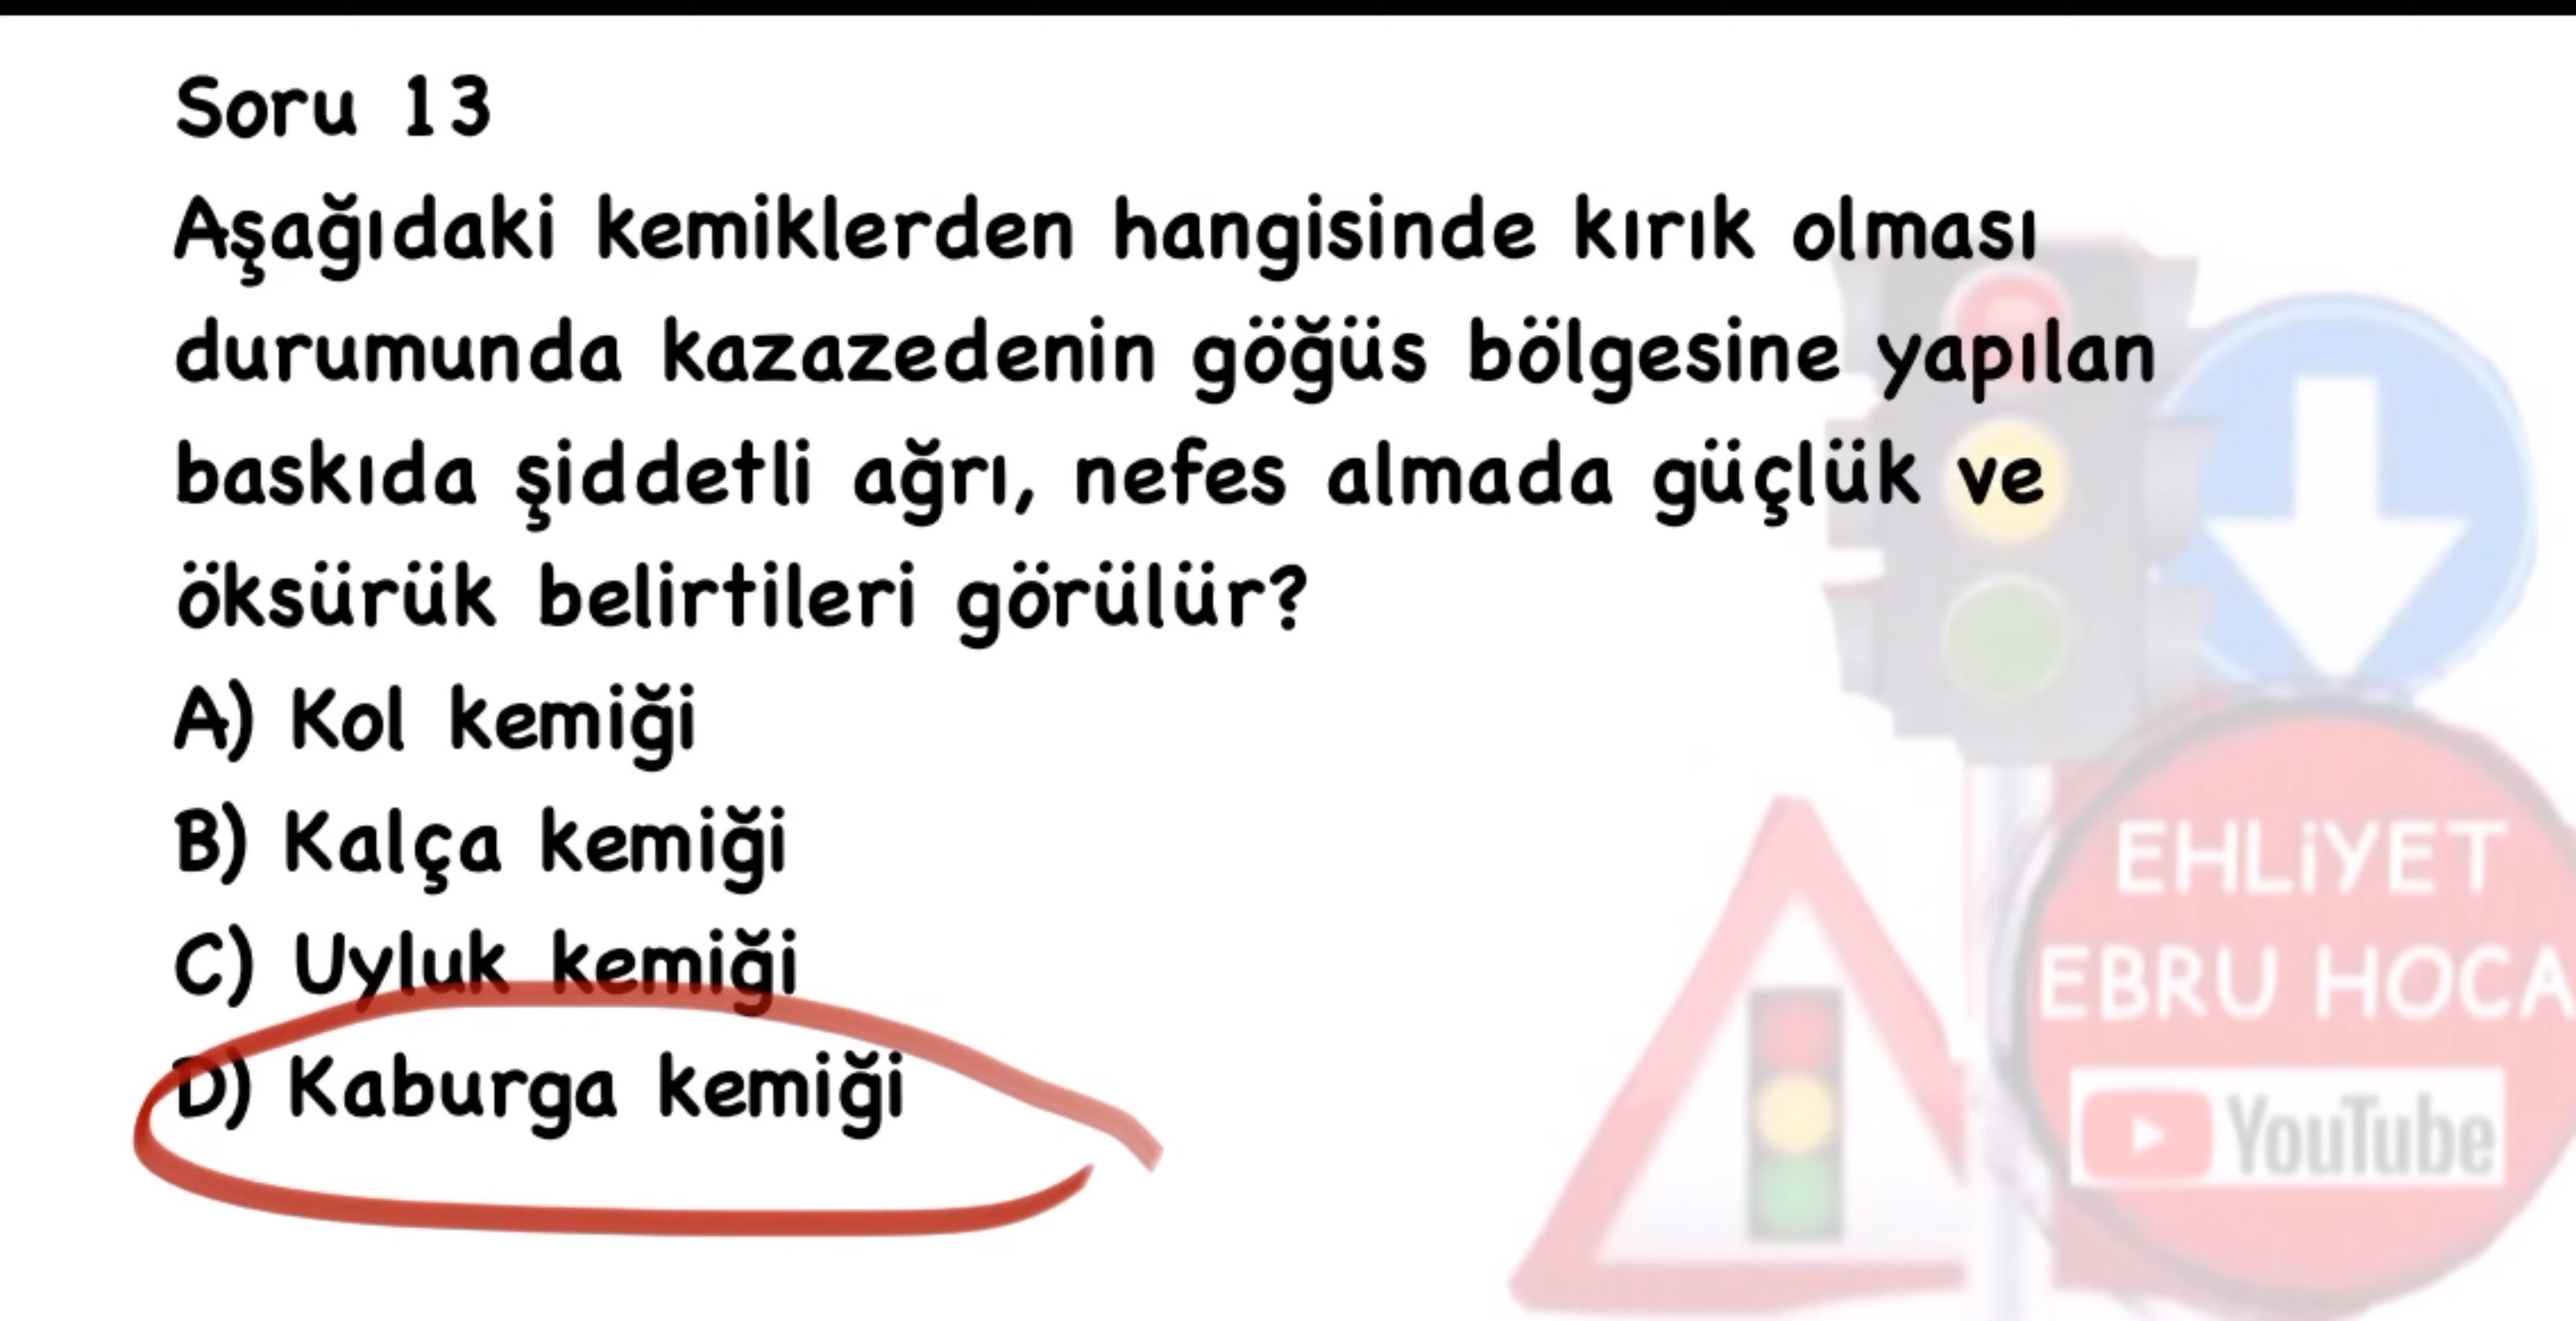 Soru 13
Aşağıdaki kemiklerden hangisinde kırık olması
durumunda kazazedenin göğüs bölgesine yapılan
baskıda şiddetli ağrı, nefes almada güçlük ve
öksürük belirtileri görülür?
A) Kol kemiği
B) Kalça kemiği
C) Uyluk kemiği
D) Kaburga kemiği
EHLİYET
EBRU HOCA
YouTube